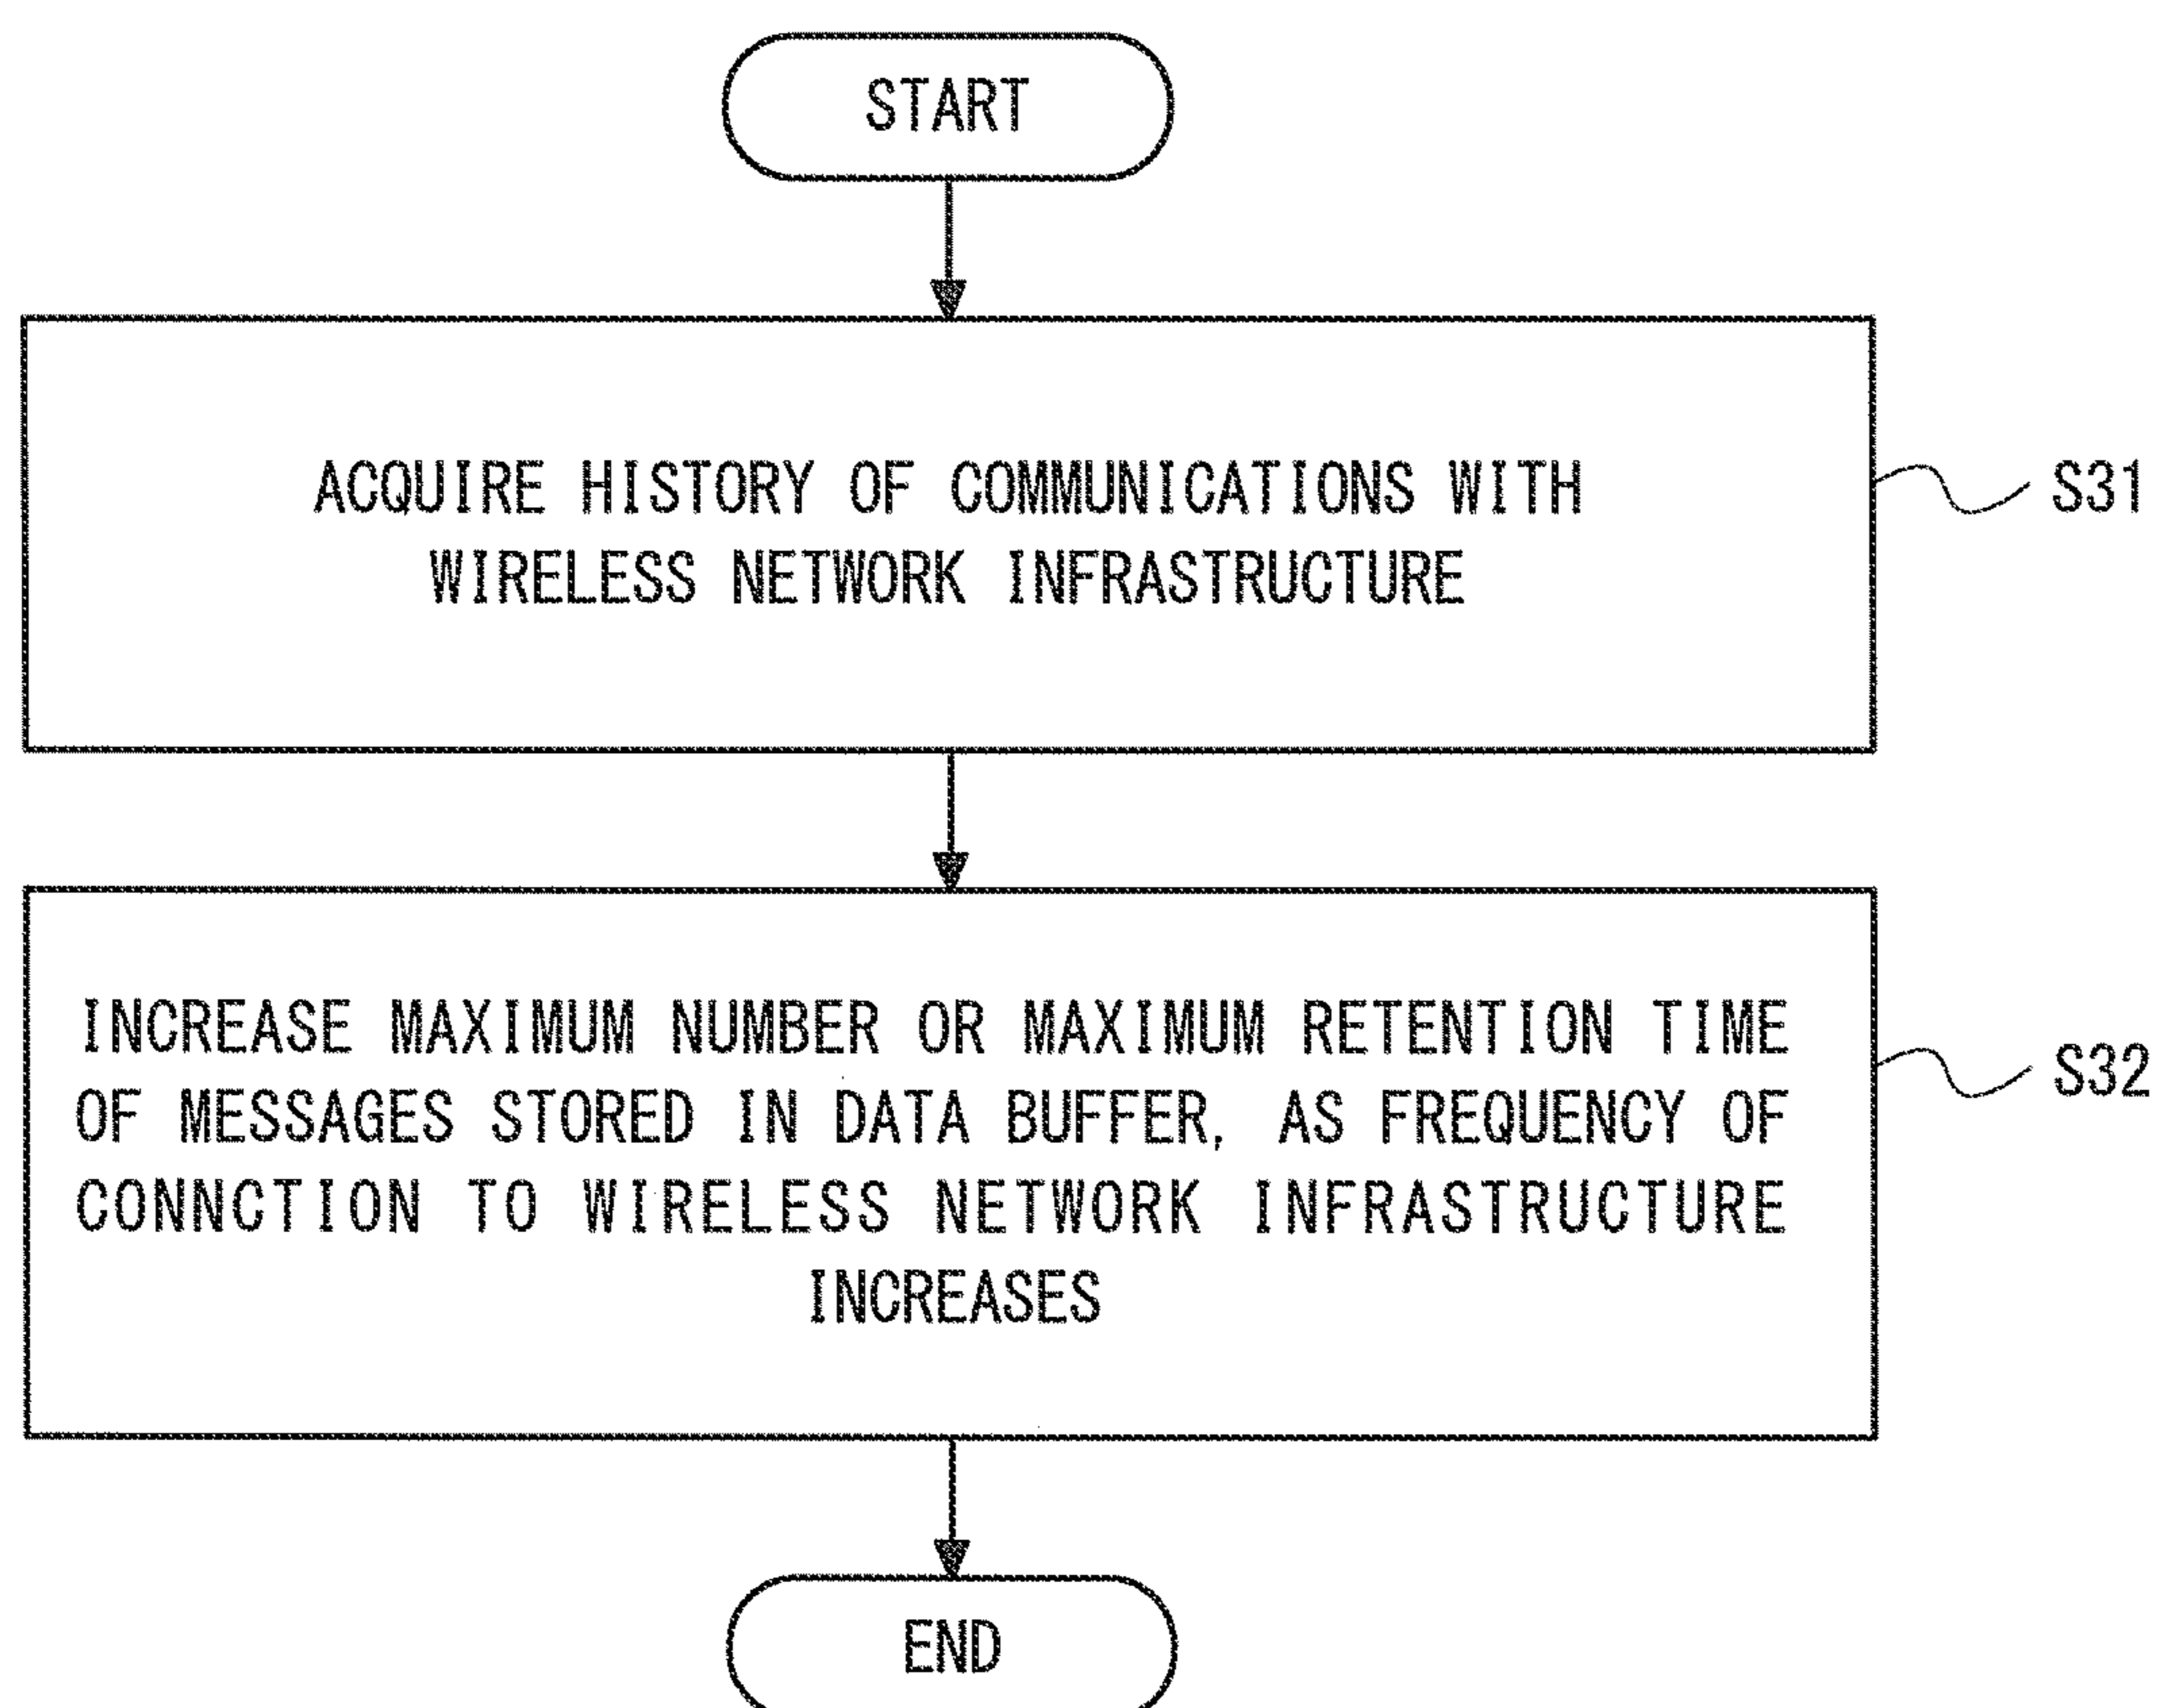 START
ACQUIRE HISTORY OF COMMUNICATIONS WITH
WIRELESS NETWORK INFRASTRUCTURE
S31
INCREASE MAXIMUM NUMBER OR MAXIMUM RETENTION TIME
OF MESSAGES STORED IN DATA BUFFER, AS FREQUENCY OF
CONNCTION TO WIRELESS NETWORK INFRASTRUCTURE
INCREASES
S32
END